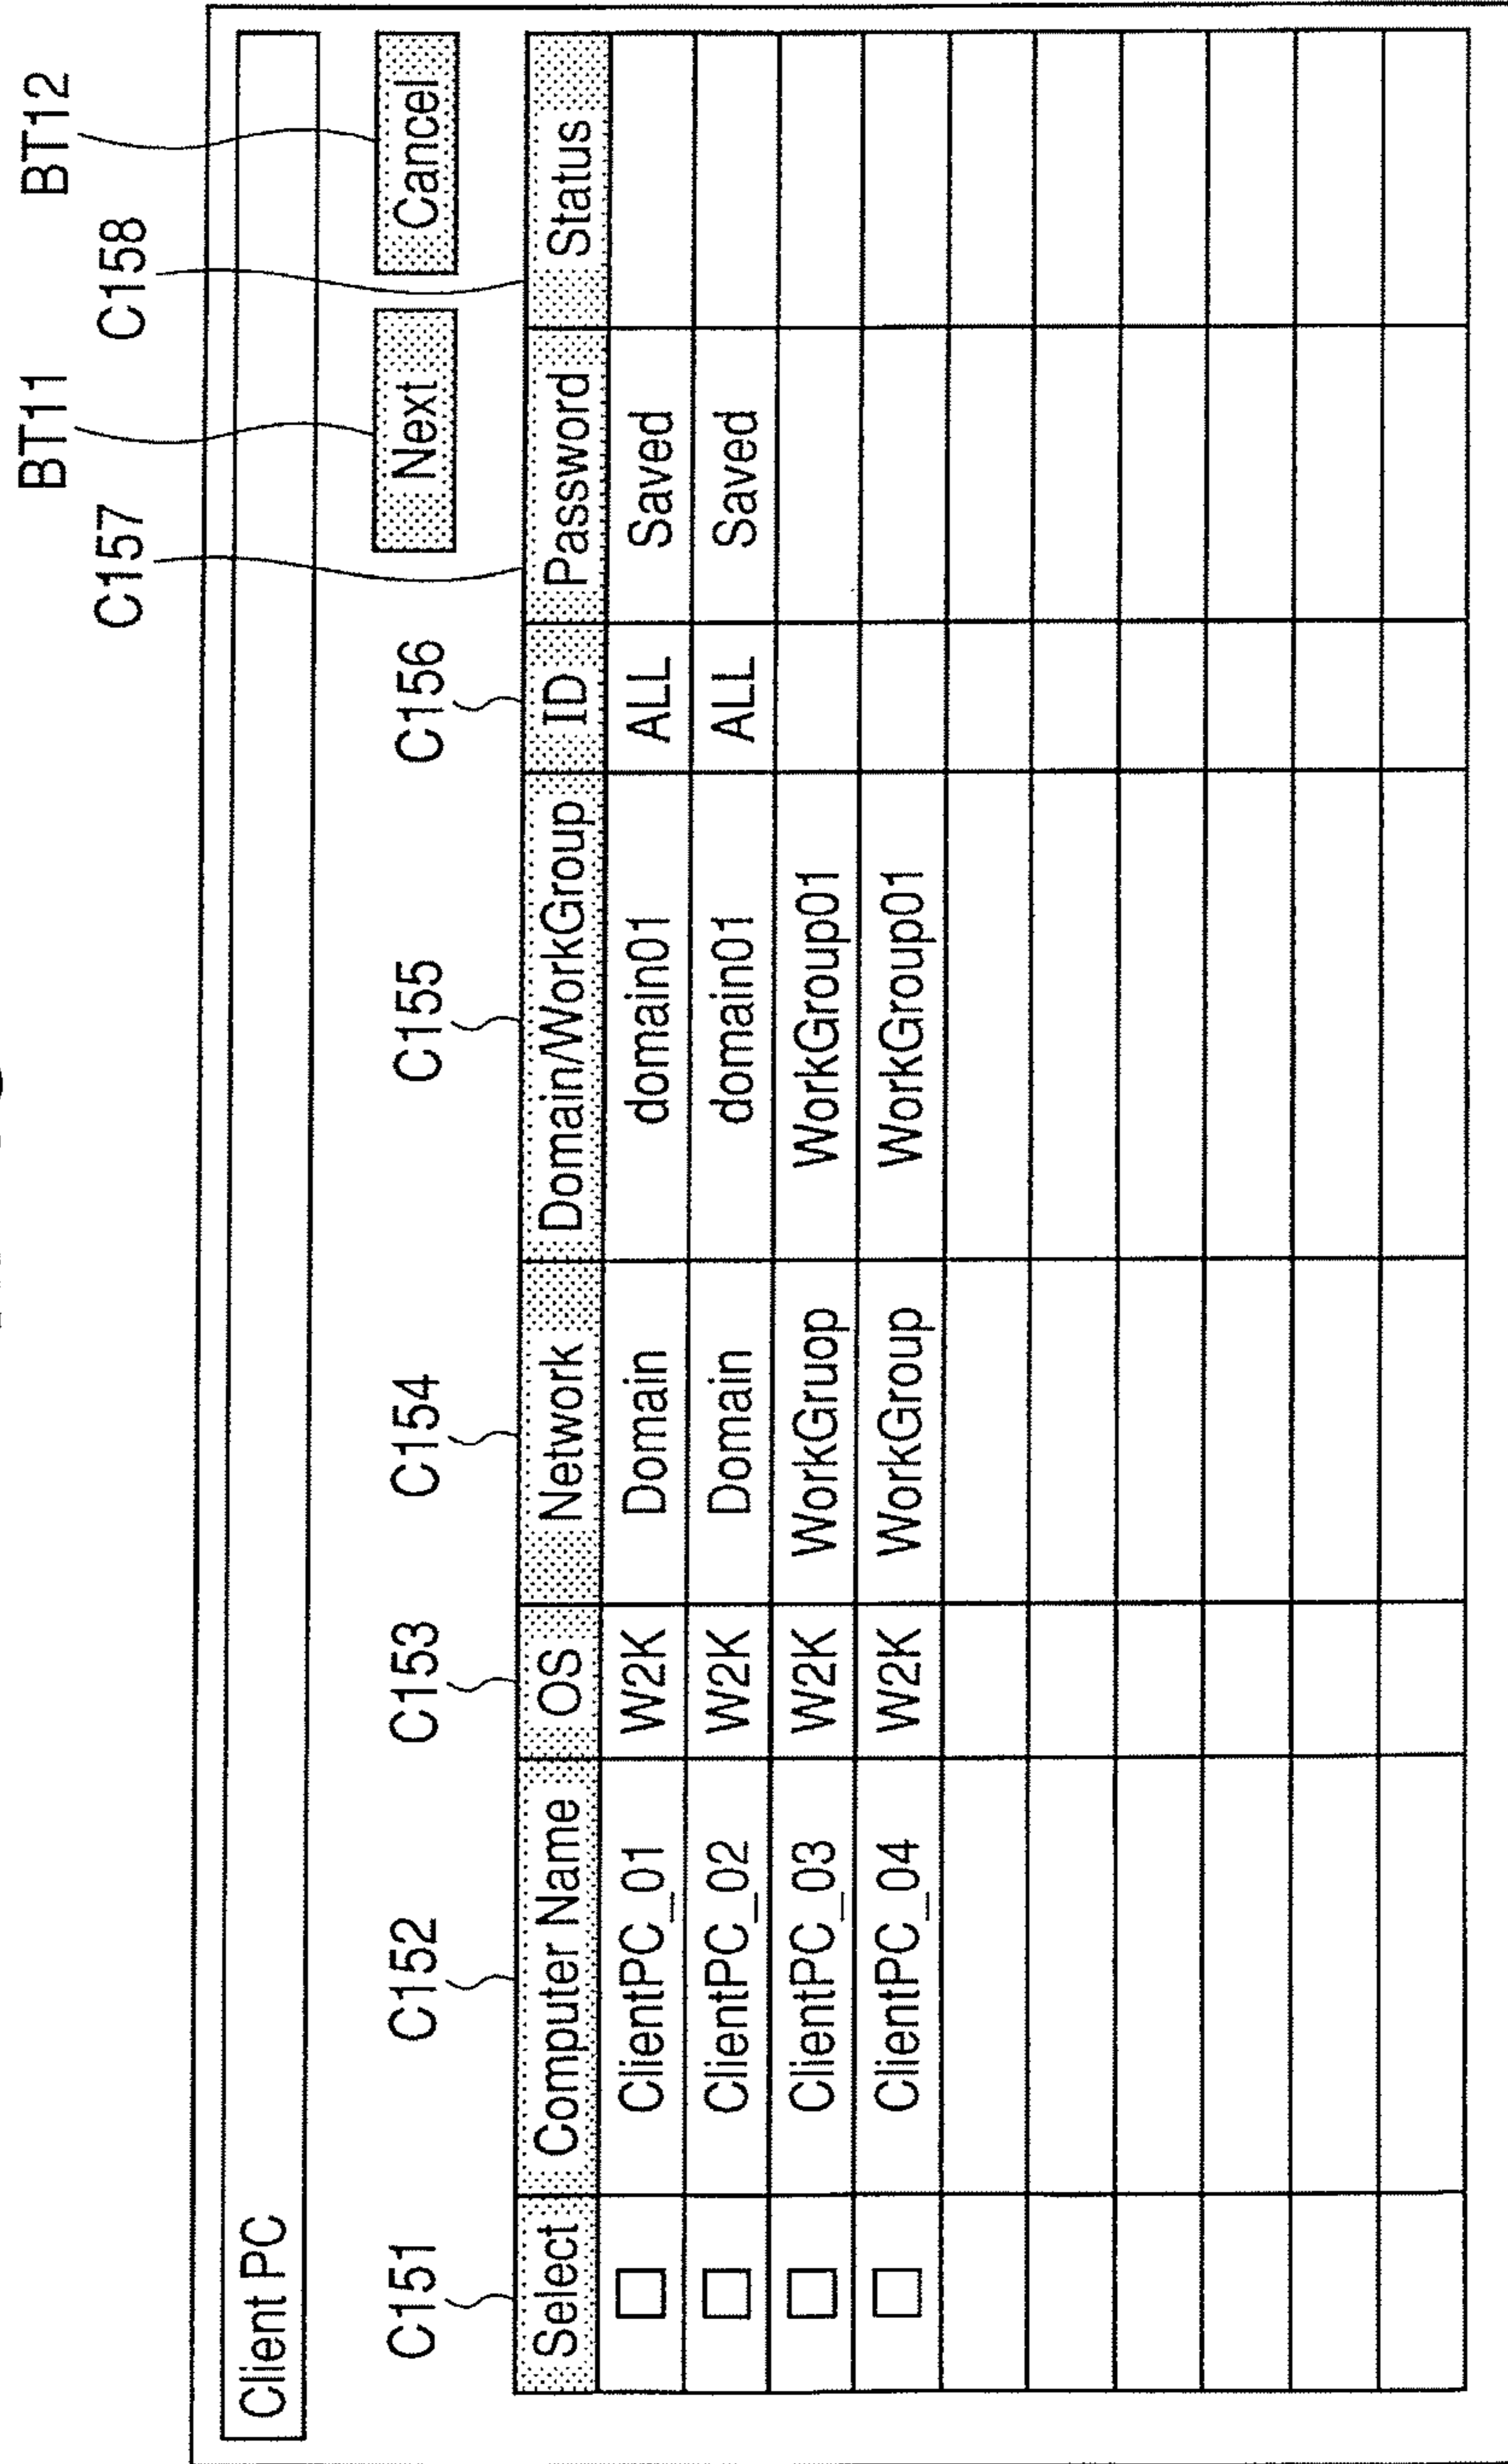 BT11 BT12
C157 C158
Client PC
Next Cancel
C151 C152 C153 C154 C155 C156
Select Computer Name OS Network Domain/WorkGroup ID Password Status
ClientPC_01 W2K Domain domain01 ALL Saved
ClientPC_02 W2K Domain domain01 ALL Saved
ClientPC_03 W2K WorkGruop WorkGroup01
ClientPC_04 W2K WorkGroup WorkGroup01